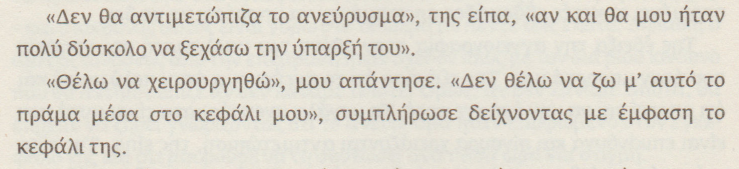 «Δεν θα αντιμετώπιζα το ανεύρυσμα», της είπα, «αν και θα μου ήταν
πολύ δύσκολο να ξεχάσω την ύπαρξή του».
«Θέλω να χειρουργηθώ», μου απάντησε. «Δεν θέλω να ζω μ’ αυτό το
πράμα μέσα στο κεφάλι μου», συμπλήρωσε δείχνοντας με έμφαση το
κεφάλι της.